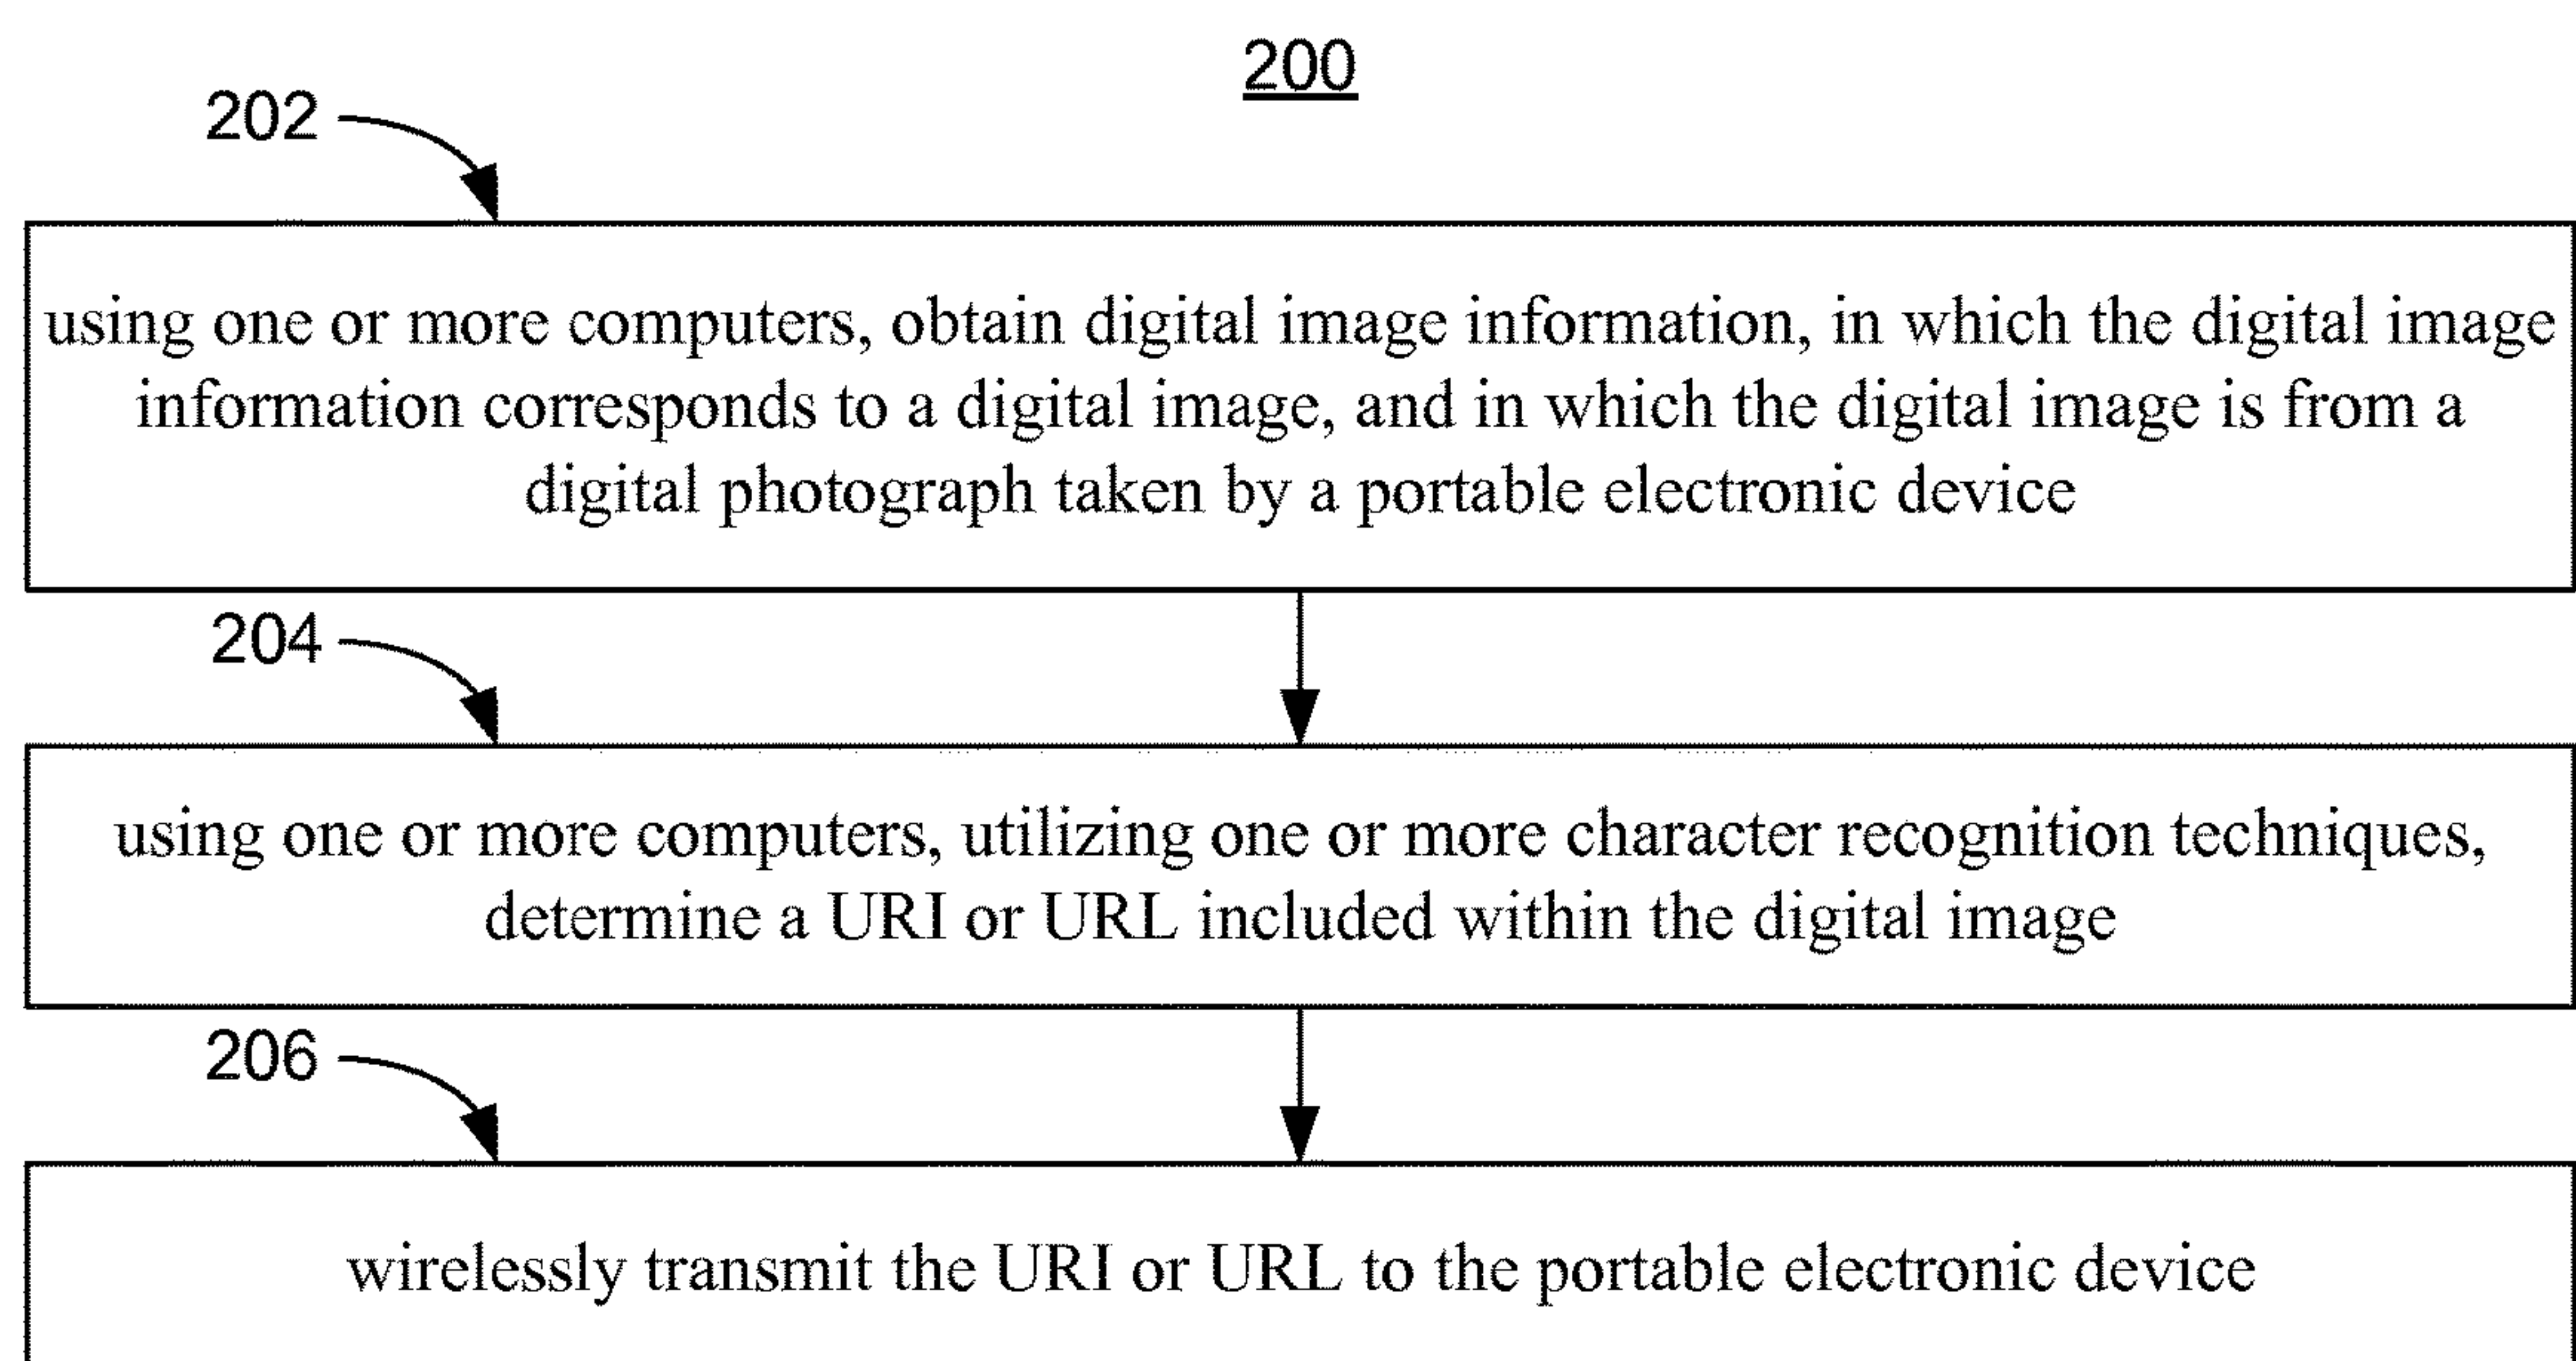 200
202
using one or more computers, obtain digital image information, in which the digital image
information corresponds to a digital image, and in which the digital image is from a
digital photograph taken by a portable electronic device
204
using one or more computers, utilizing one or more character recognition techniques,
determine a URI or URL included within the digital image
206
wirelessly transmit the URI or URL to the portable electronic device